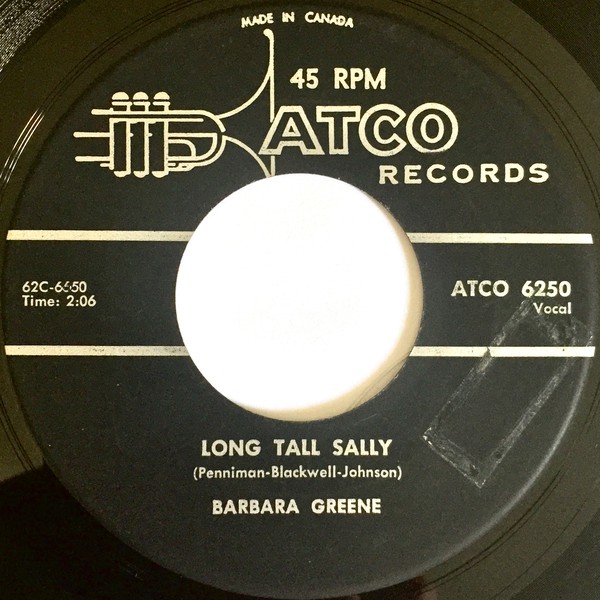 MADE IN CANADA
45 RPM
ATCO
RECORDS
62C-6550
Time: 2:06
ATCO 6250
Vocal
LONG TALL SALLY
(Penniman-Blackwell-Johnson)
BARBARA GREENE